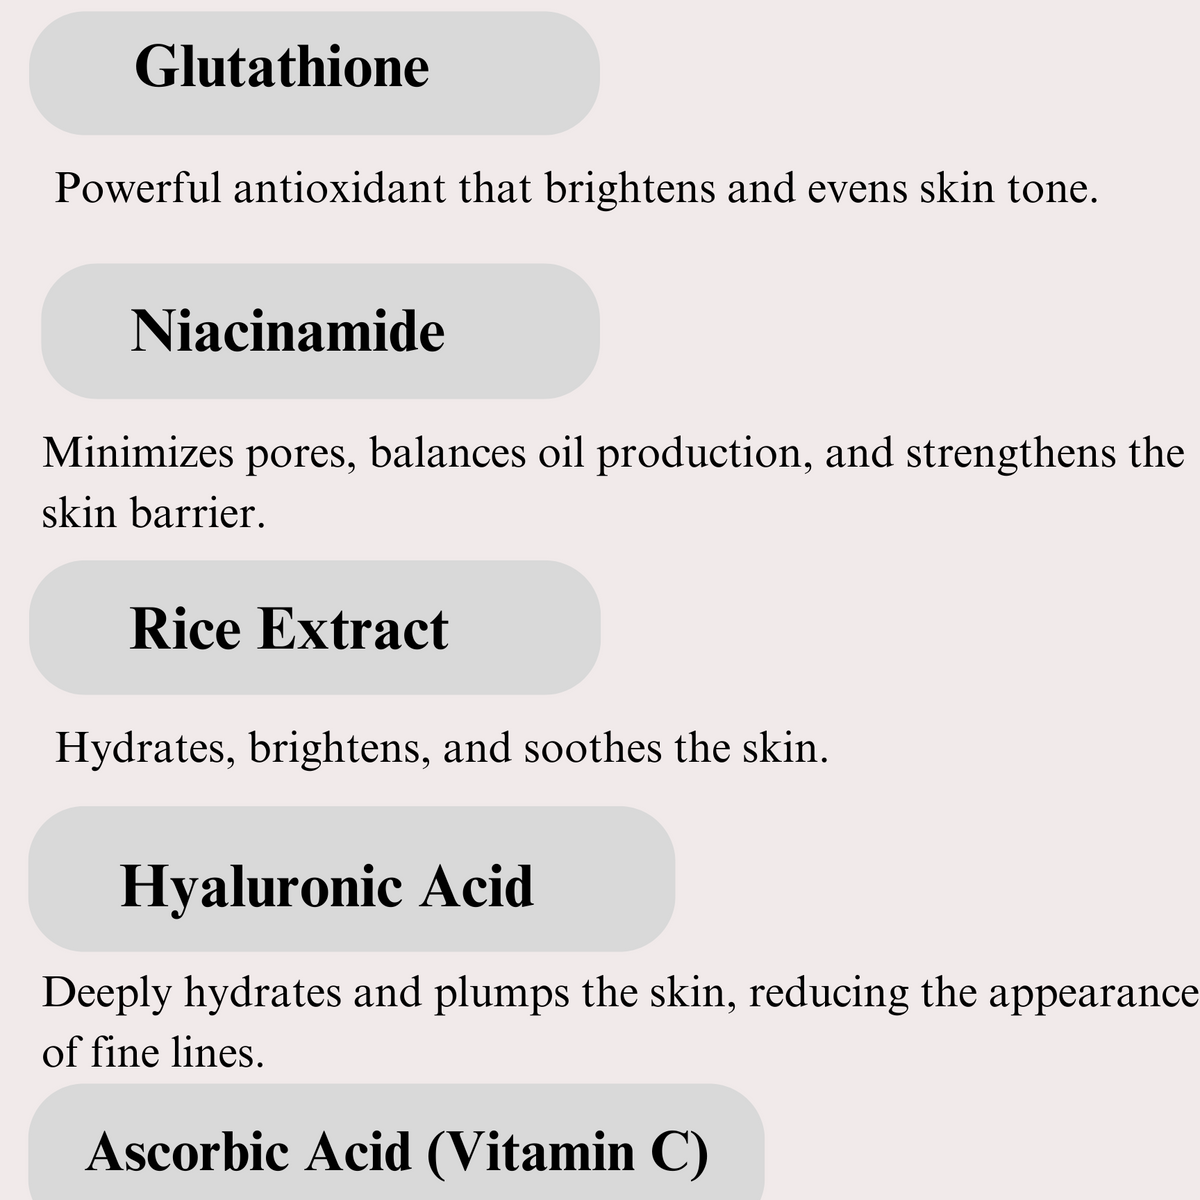 Glutathione
Powerful antioxidant that brightens and evens skin tone.
Niacinamide
Minimizes pores, balances oil production, and strengthens the
skin barrier.
Rice Extract
Hydrates, brightens, and soothes the skin.
Hyaluronic Acid
Deeply hydrates and plumps the skin, reducing the appearance
of fine lines.
Ascorbic Acid (Vitamin C)